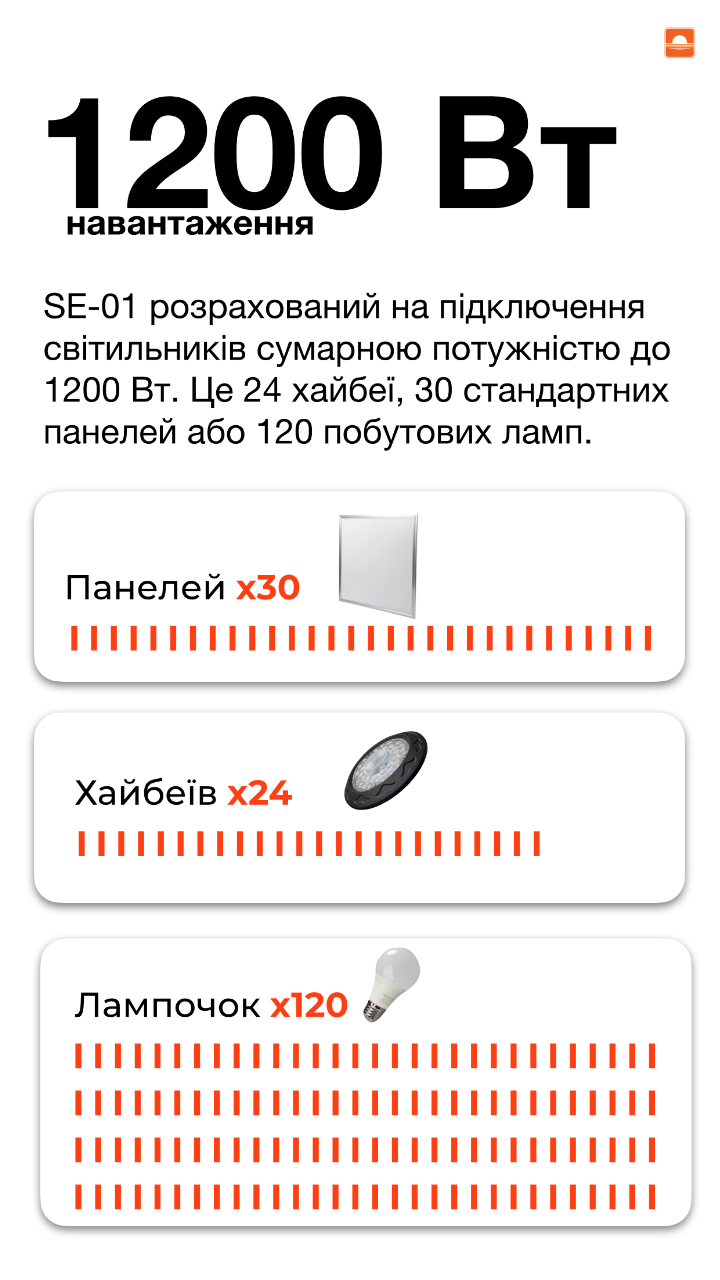 1200 Вт
навантаження
SE-01 розрахований на підключення
світильників сумарною потужністю до
1200 Вт. Це 24 хайбеї, 30 стандартних
панелей або 120 побутових ламп.
Панелей x30
Хайбеїв x24
Лампочок x120